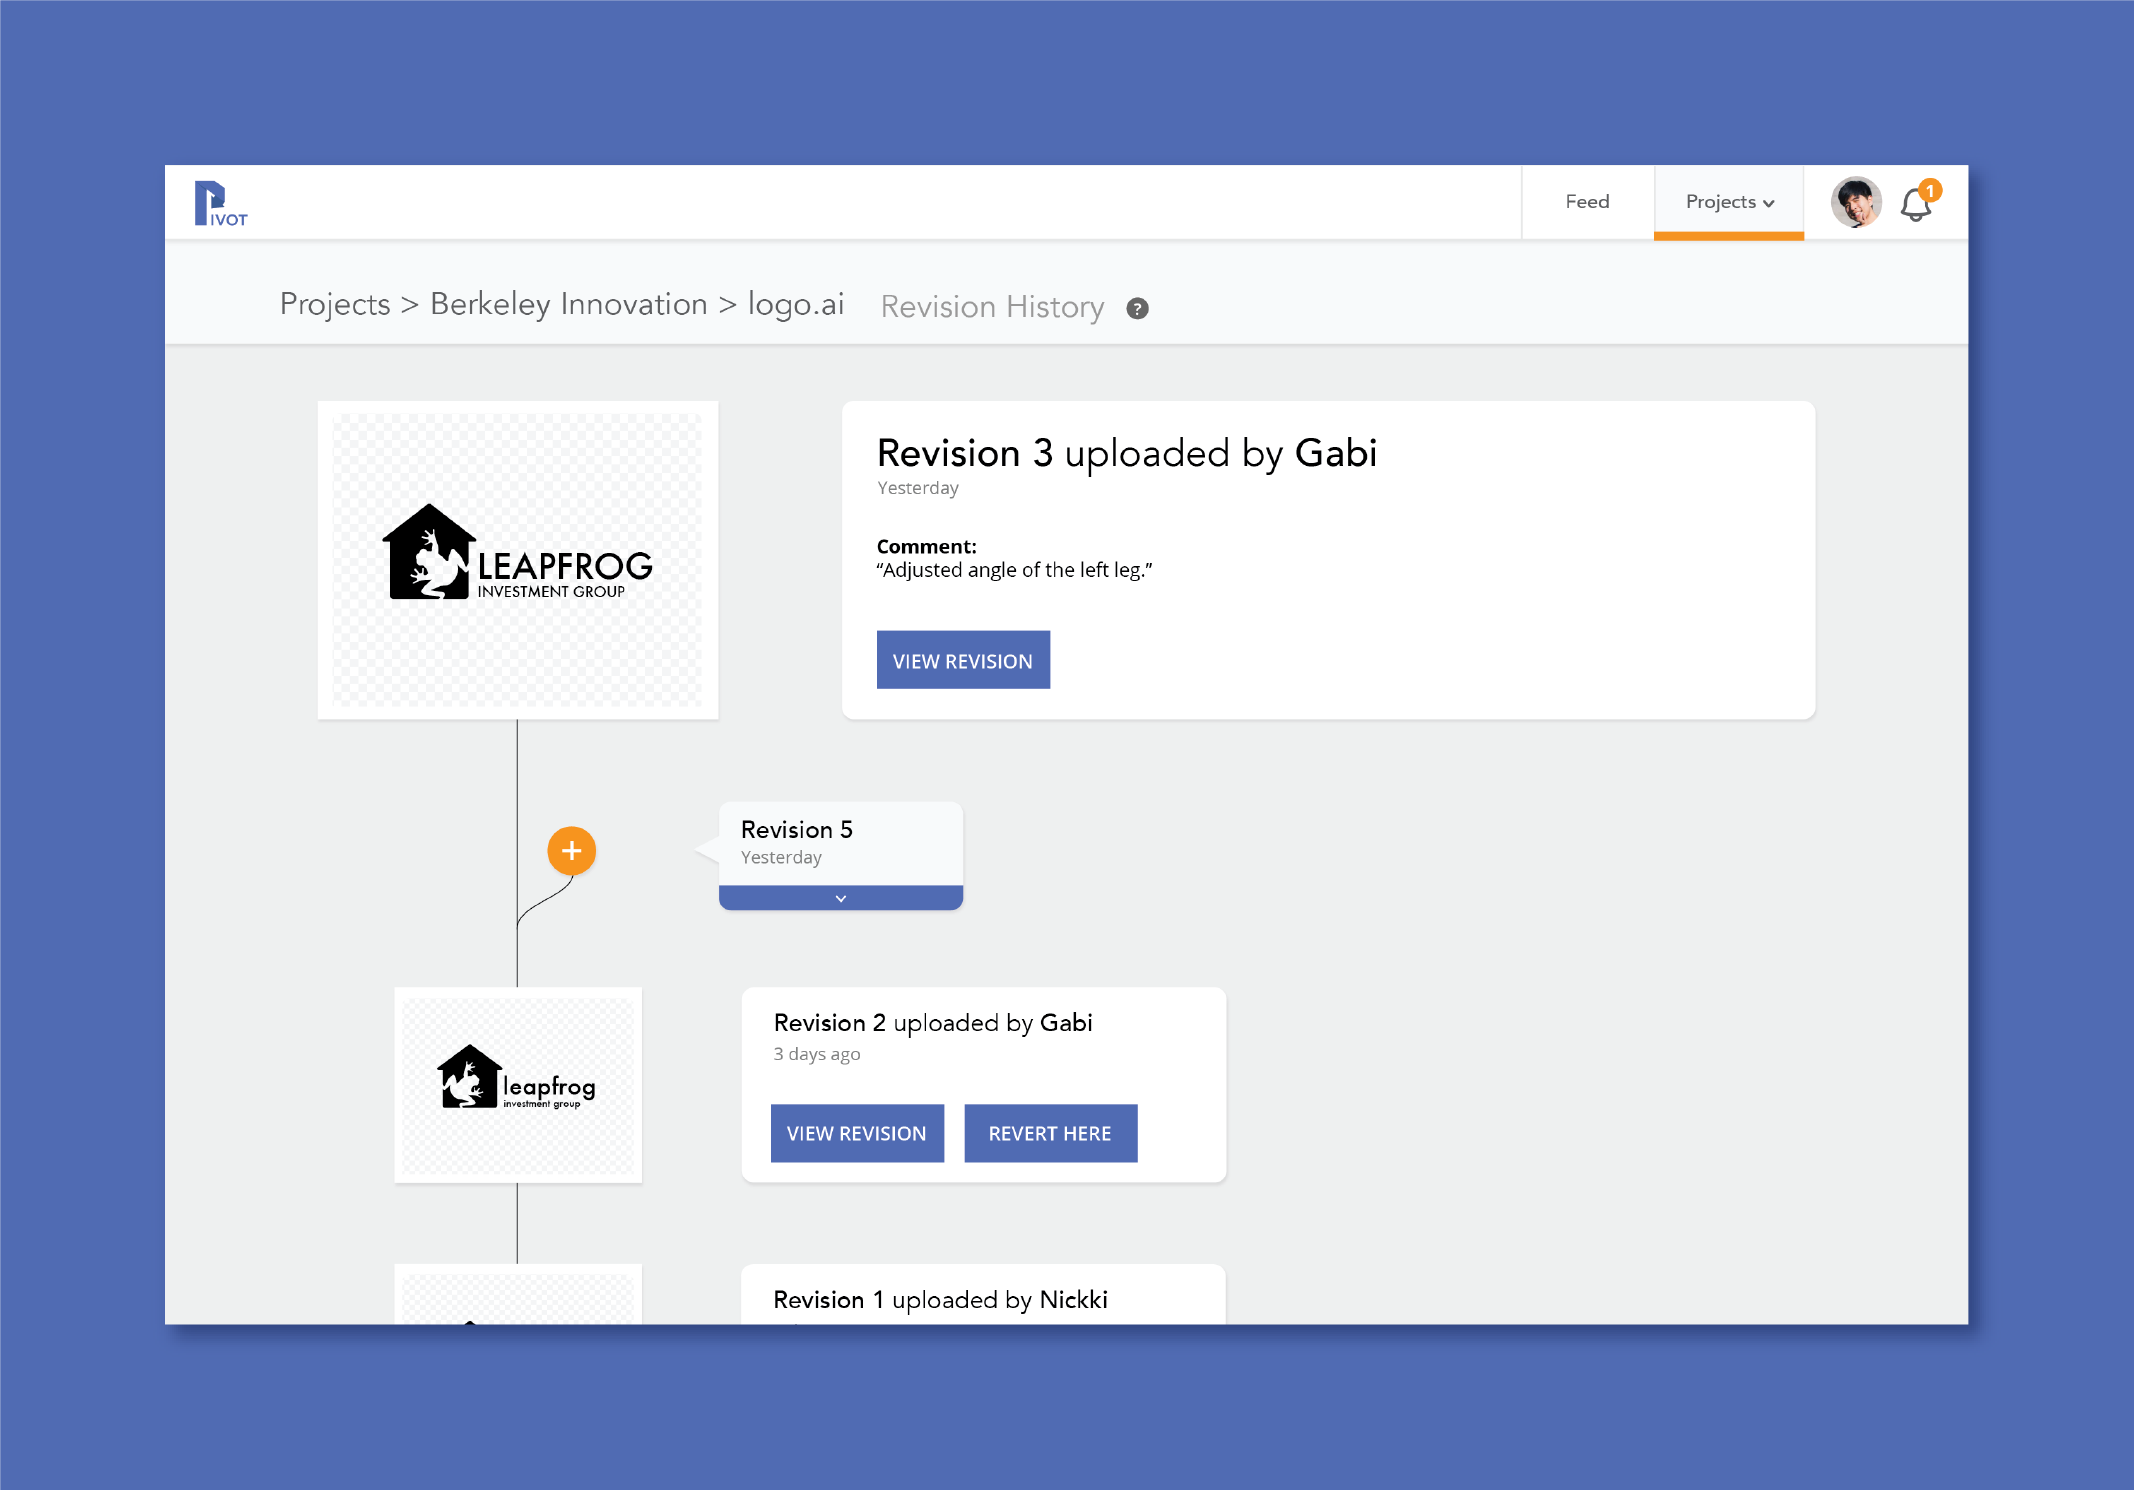 PIVOT
Feed
Projects
1
Projects > Berkeley Innovation > logo.ai
Revision History
?
LEAPFROG
INVESTMENT GROUP
Revision 3 uploaded by Gabi
Yesterday
Comment:
“Adjusted angle of the left leg.”
VIEW REVISION
+
Revision 5
Yesterday
leapfrog
investment group
Revision 2 uploaded by Gabi
3 days ago
VIEW REVISION
REVERT HERE
Revision 1 uploaded by Nickki